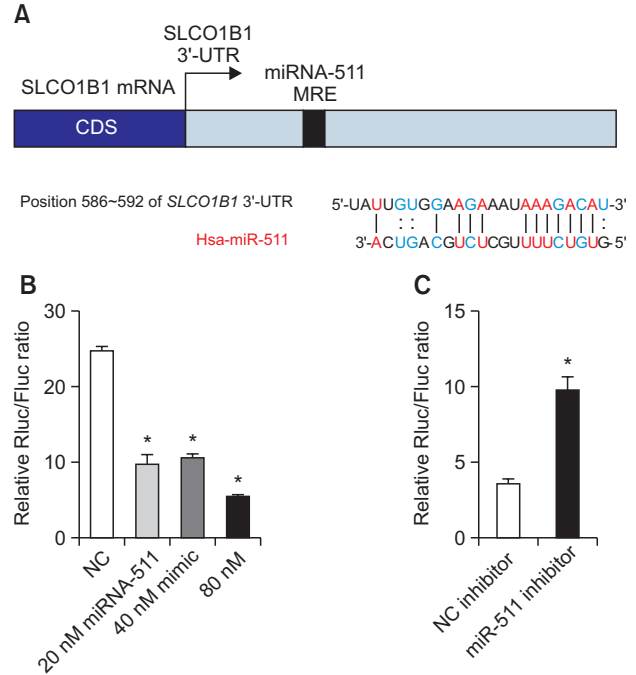 A
SLCO1B1
3'-UTR
SLCO1B1 mRNA
miRNA-511
MRE
CDS
Position 586~592 of SLCO1B1 3'-UTR
5'-UAUUGUGGAAGAAAUAAAGACAU-3'
Hsa-miR-511
3'-ACUGACGUCUCGUUUUCUGUG-5'
B
Relative Rluc/Fluc ratio
30
20
10
0
*
*
*
NC
20 nM miRNA-511
40 nM mimic
80 nM
C
Relative Rluc/Fluc ratio
15
10
5
0
*
NC inhibitor
miR-511 inhibitor